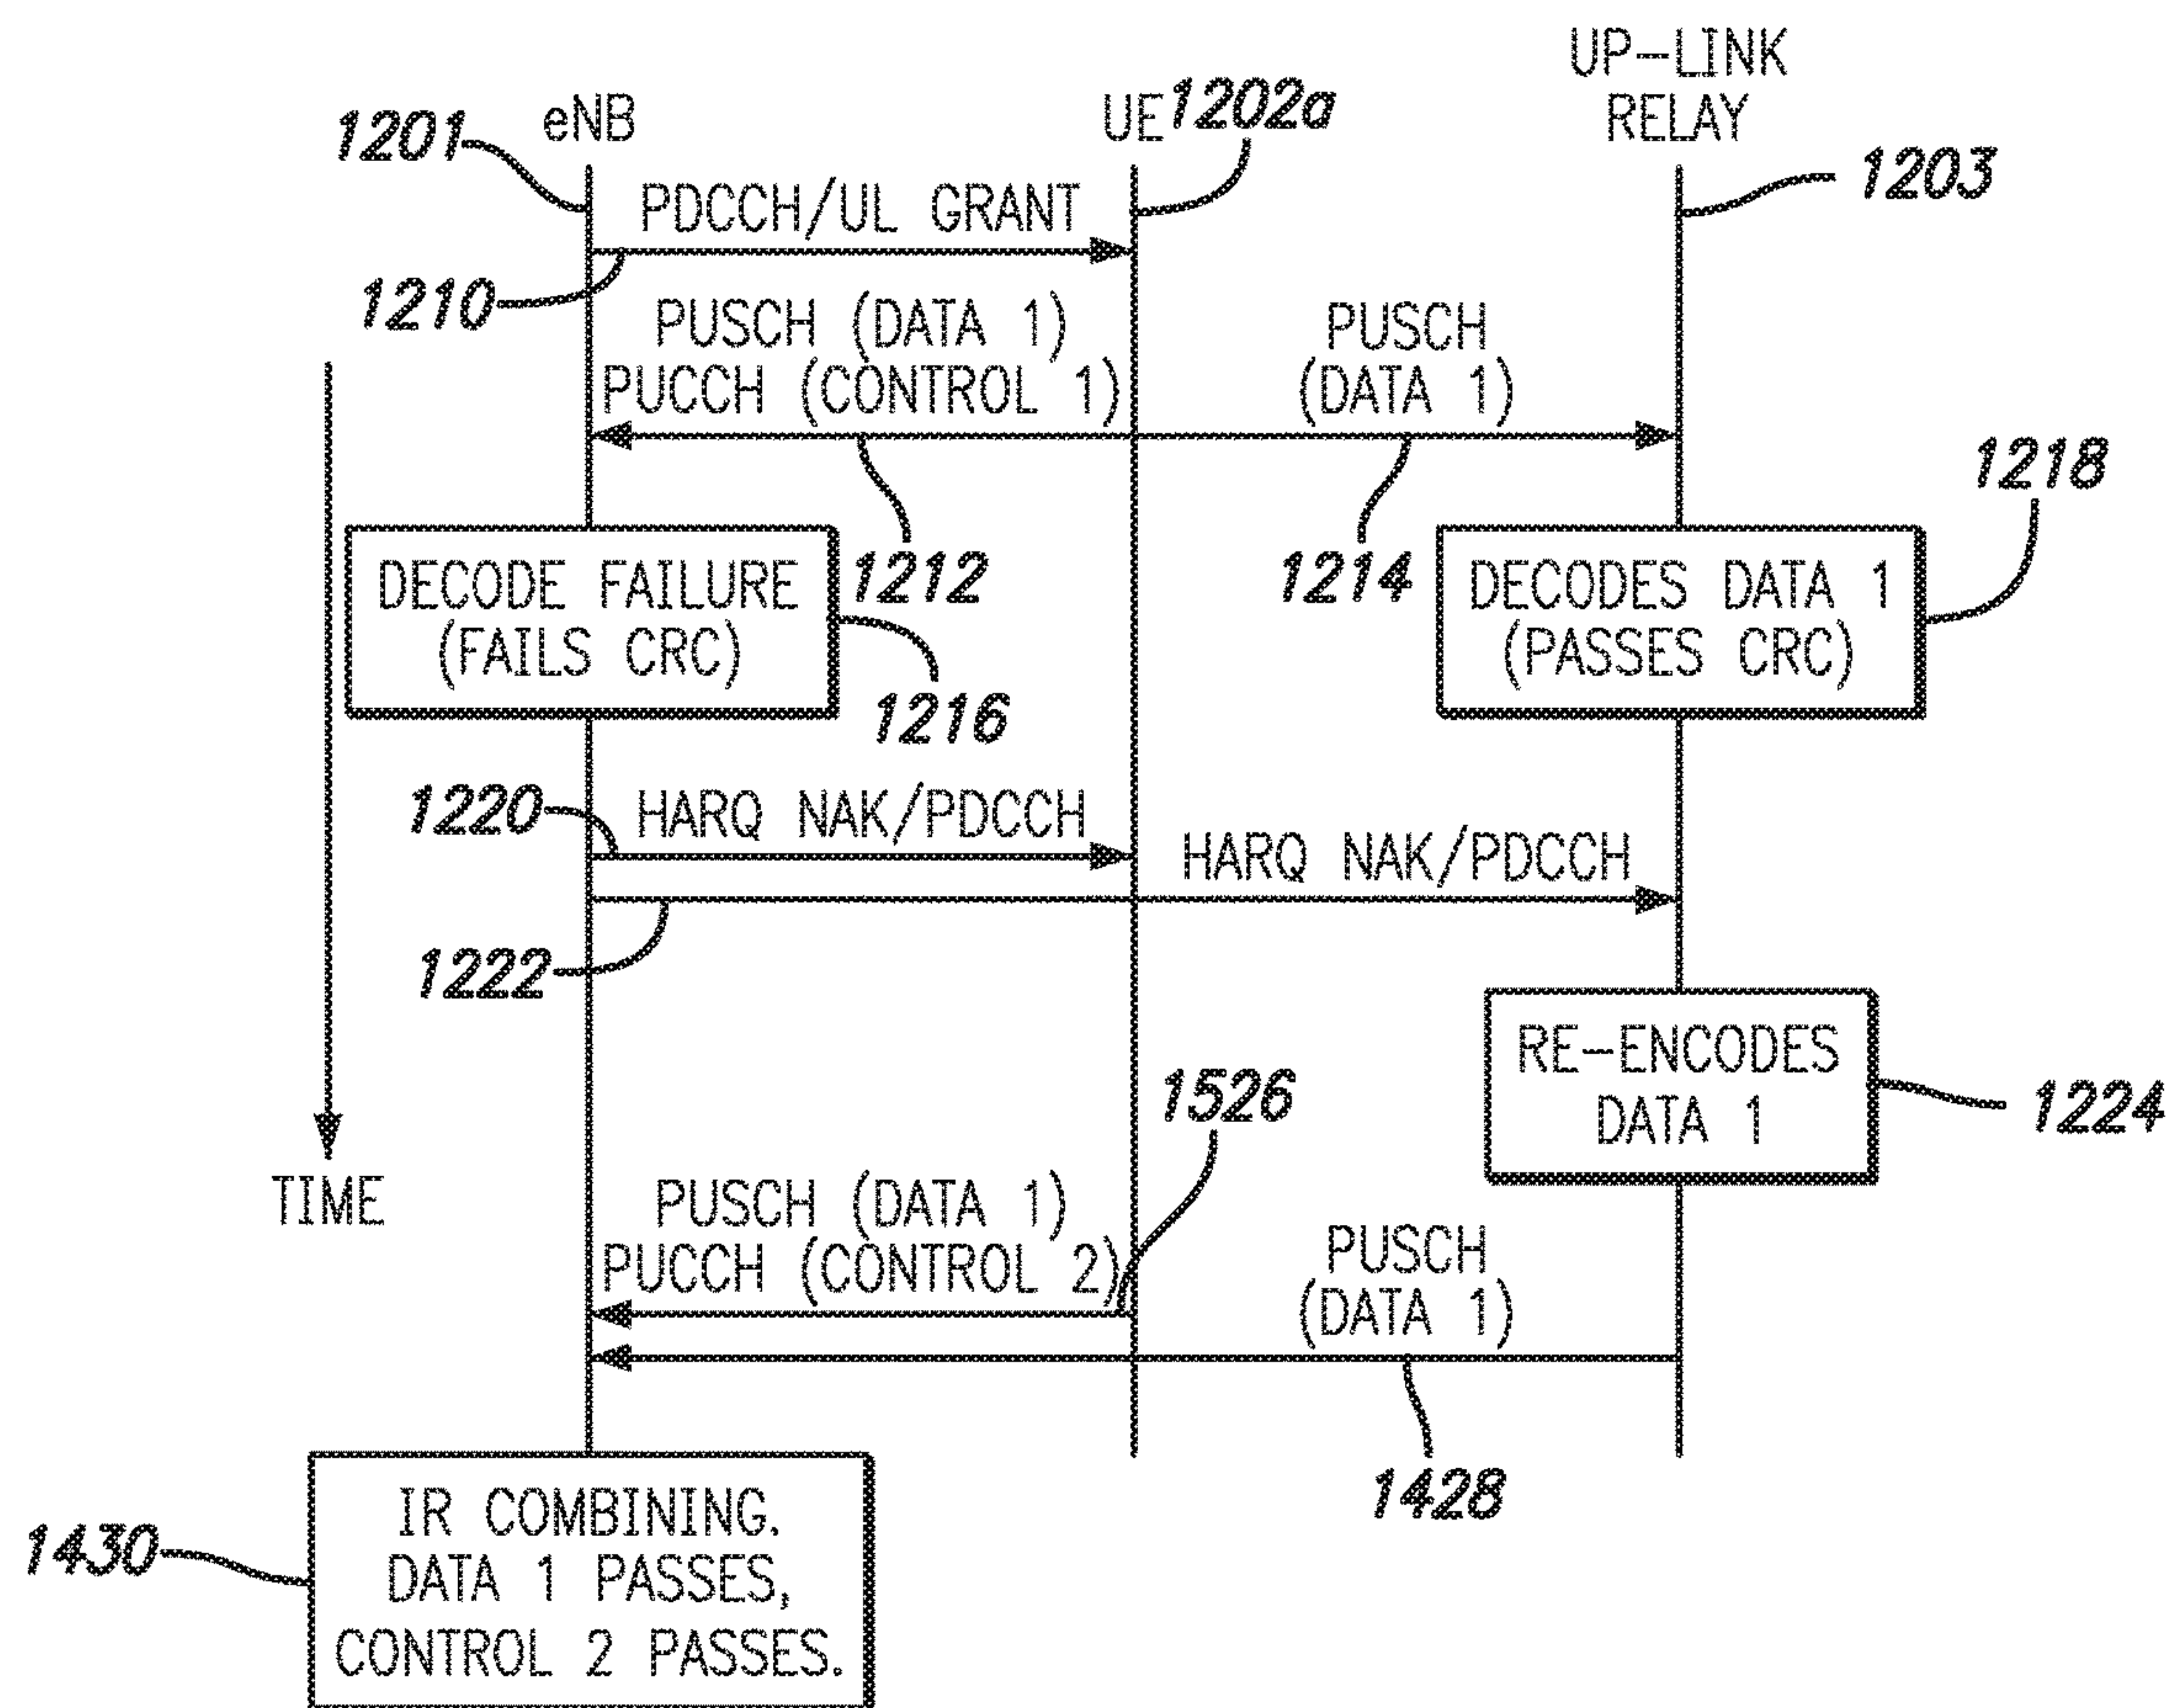 UP-LINK
RELAY
eNB
UE
1202a
1201
1203
PDCCH/UL GRANT
1210
PUSCH (DATA 1)
PUCCH (CONTROL 1)
PUSCH
(DATA 1)
1212
1214
1218
DECODE FAILURE
(FAILS CRC)
1216
DECODES DATA 1
(PASSES CRC)
1220
HARQ NAK/PDCCH
HARQ NAK/PDCCH
1222
RE-ENCODES
DATA 1
1224
1526
TIME
PUSCH (DATA 1)
PUCCH (CONTROL 2)
PUSCH
(DATA 1)
1428
1430
IR COMBINING.
DATA 1 PASSES,
CONTROL 2 PASSES.